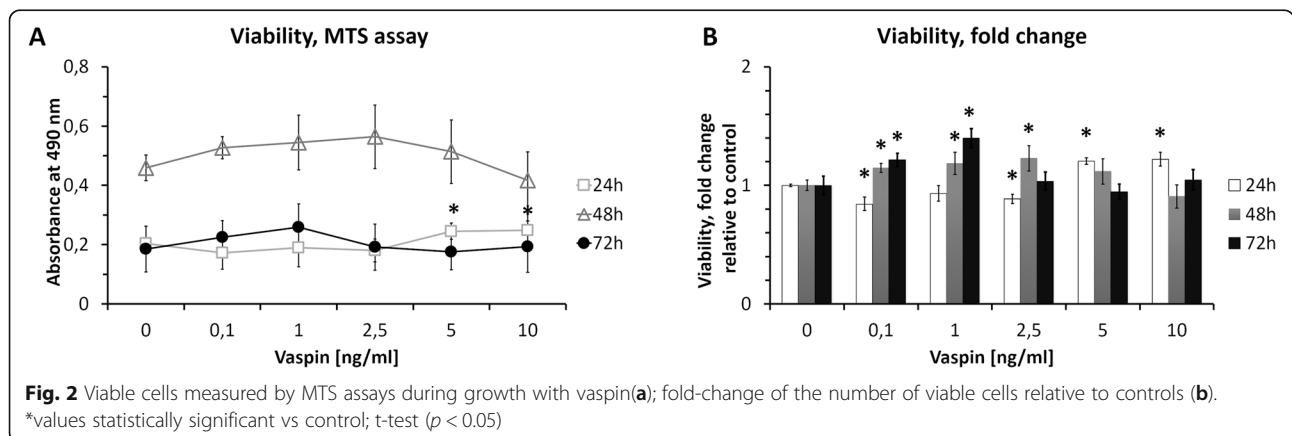 A
Viability, MTS assay
Absorbance at 490 nm
0,8
0,6
0,4
0,2
0
* *
24h
48h
72h
0 0,1 1 2,5 5 10
Vaspin [ng/ml]
B
Viability, fold change
Viability, fold change
relative to control
2
1
0
* * * * * * * * *
24h
48h
72h
0 0,1 1 2,5 5 10
Vaspin [ng/ml]
Fig. 2 Viable cells measured by MTS assays during growth with vaspin(a); fold-change of the number of viable cells relative to controls (b).
*values statistically significant vs control; t-test (p < 0.05)